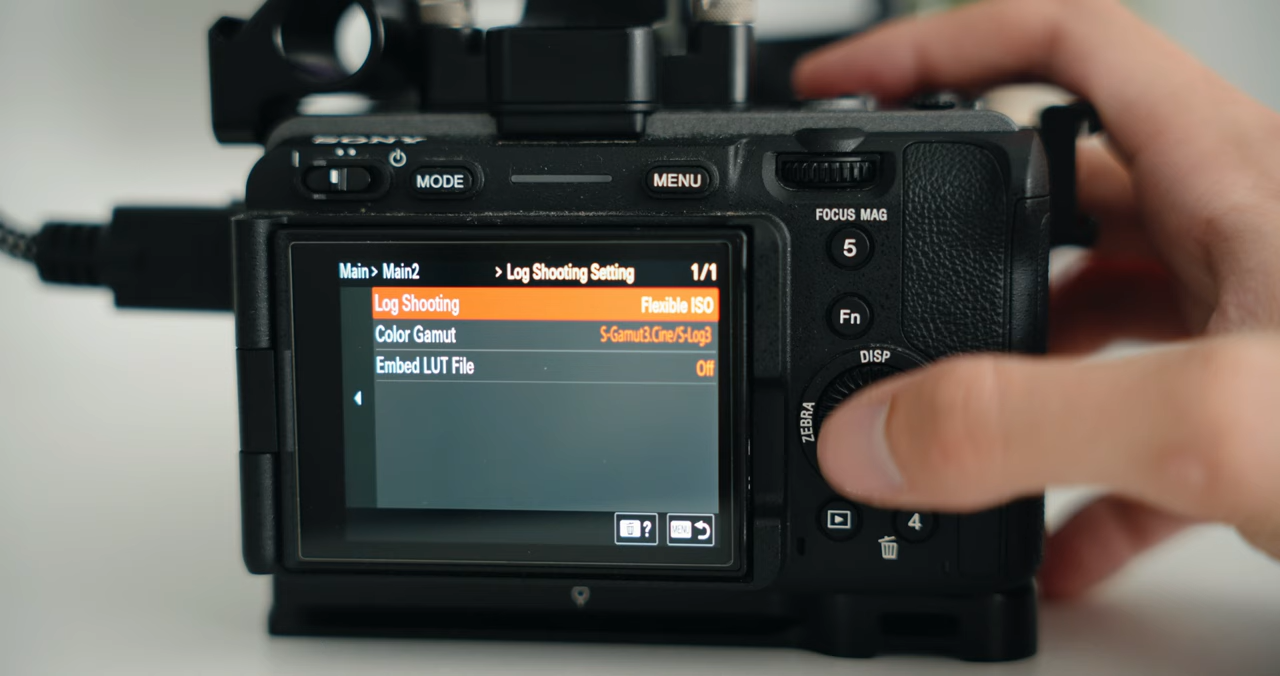 SONY
MODE
MENU
FOCUS MAG
5
Fn
DISP
ZEBRA
4
Main > Main2 > Log Shooting Setting 1/1
Log Shooting Flexible ISO
Color Gamut S-Gamut3.Cine/S-Log3
Embed LUT File Off
?
MENU